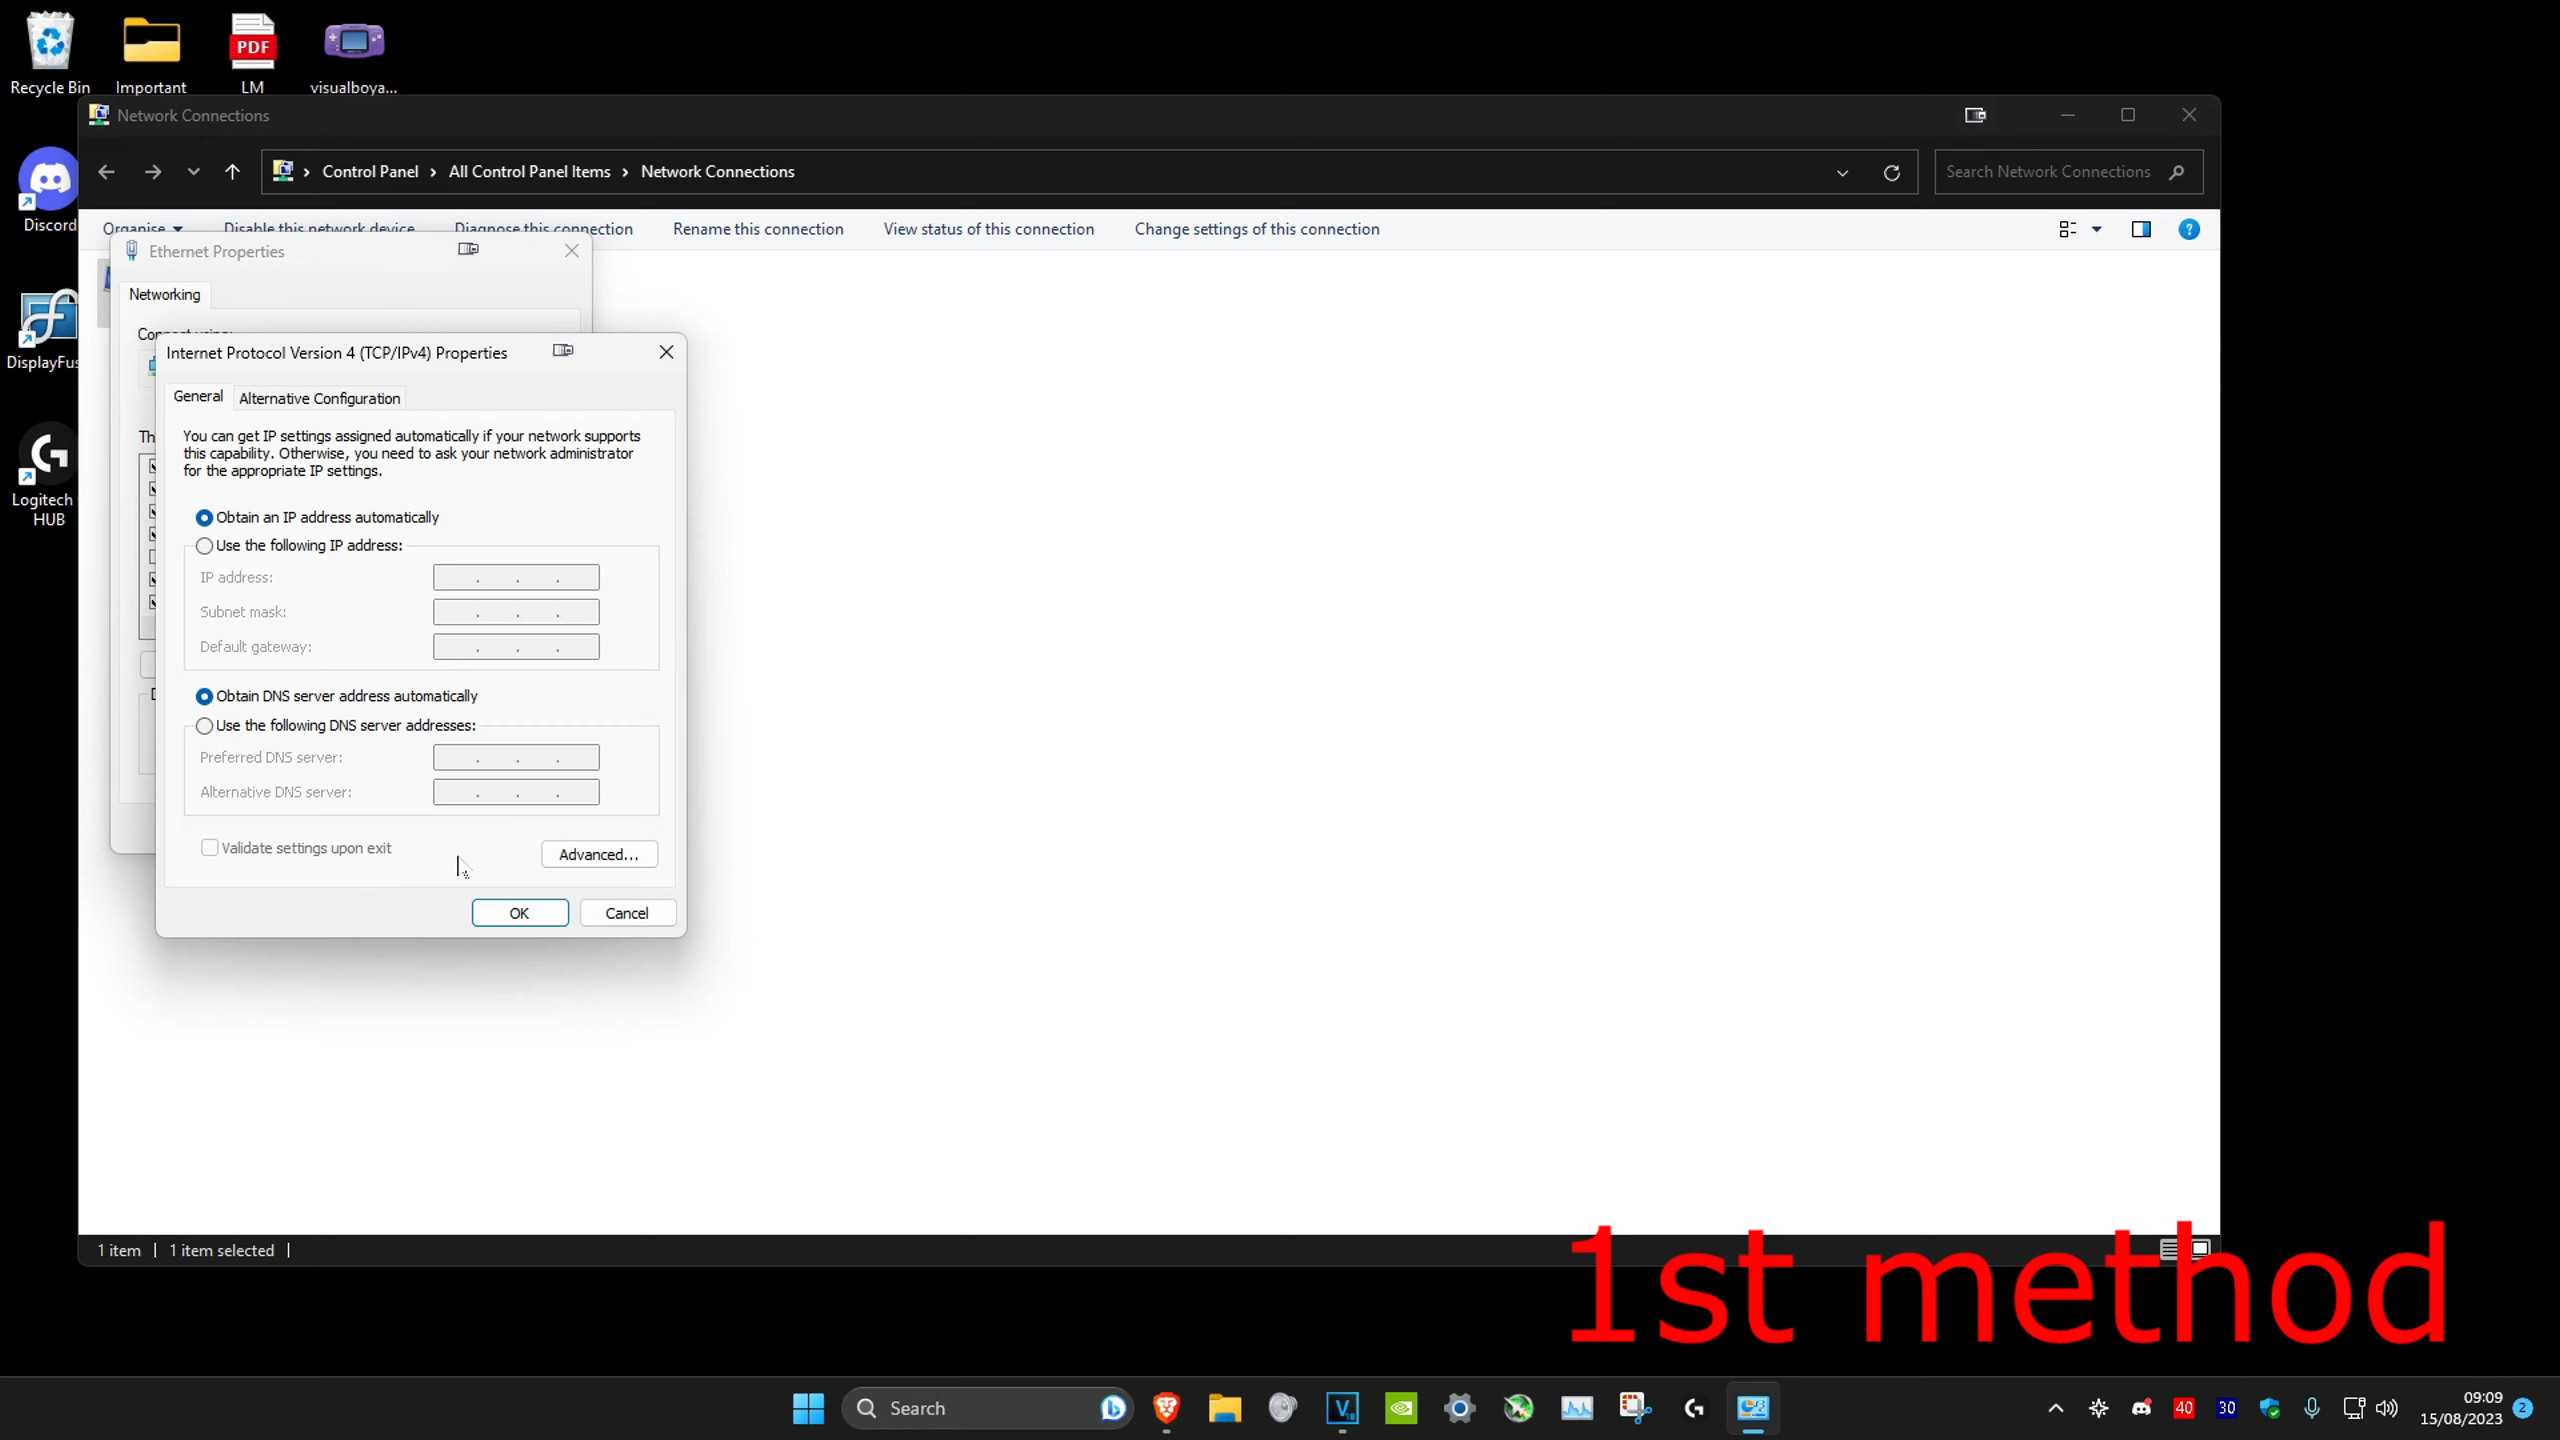 Recycle Bin
Important
LM
visualboya...
PDF
Discord
DisplayFus
Logitech
HUB
Network Connections
Control Panel > All Control Panel Items > Network Connections
Search Network Connections
Organise
Disable this network device
Diagnose this connection
Rename this connection
View status of this connection
Change settings of this connection
Ethernet Properties
Networking
Connect using:
Th
Internet Protocol Version 4 (TCP/IPv4) Properties
General
Alternative Configuration
You can get IP settings assigned automatically if your network supports
this capability. Otherwise, you need to ask your network administrator
for the appropriate IP settings.
Obtain an IP address automatically
Use the following IP address:
IP address:
Subnet mask:
Default gateway:
Obtain DNS server address automatically
Use the following DNS server addresses:
Preferred DNS server:
Alternative DNS server:
Validate settings upon exit
Advanced...
OK
Cancel
1 item
1 item selected
1st method
Search
40
30
09:09
15/08/2023
2